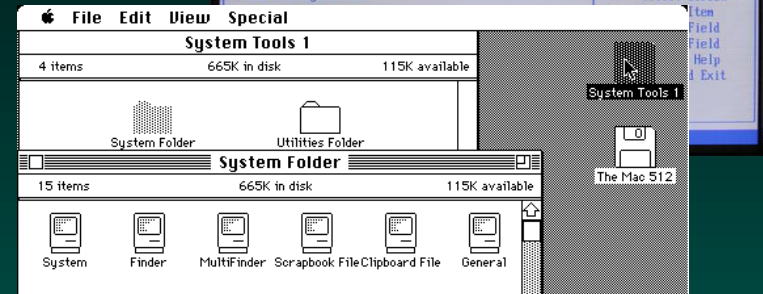 File Edit View Special
System Tools 1
4 items 665K in disk 115K available
System Folder Utilities Folder
System Folder
15 items 665K in disk 115K available
System Finder MultiFinder Scrapbook File Clipboard File General
System Tools 1
The Mac 512
Item
Field
Field
Help
Exit